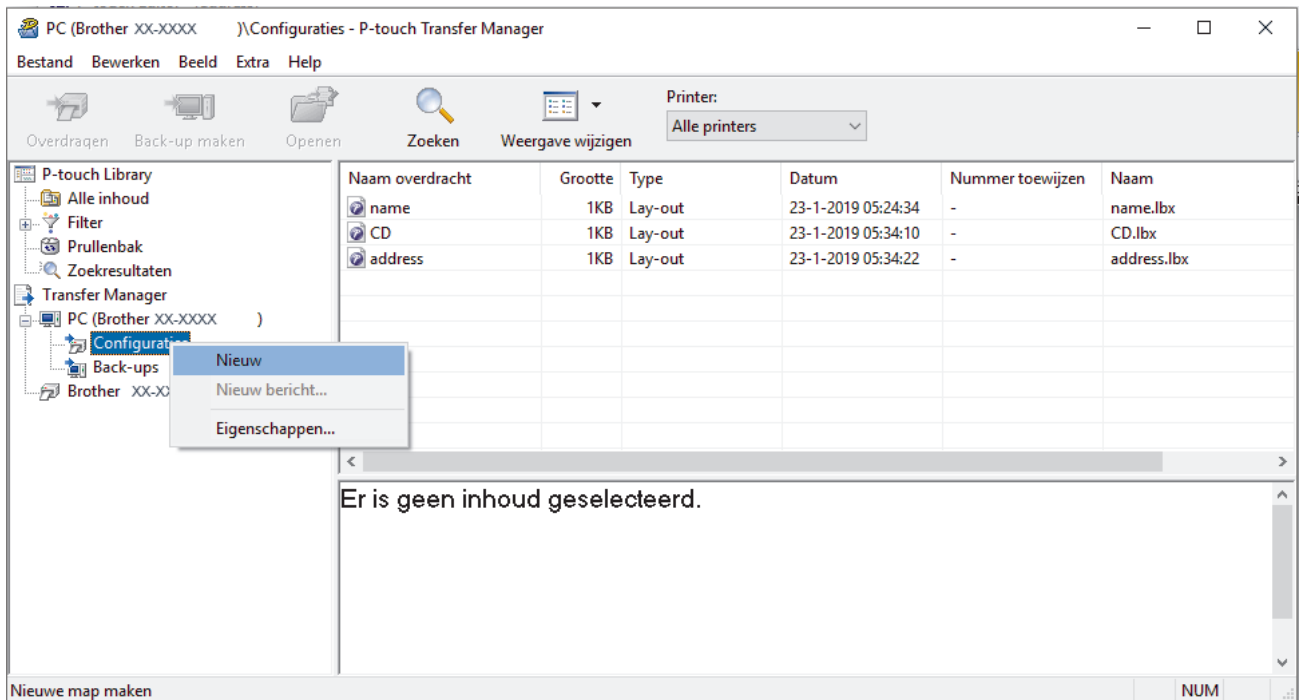 PC (Brother XX-XXXX )\Configuraties - P-touch Transfer Manager
Bestand Bewerken Beeld Extra Help
Overdragen Back-up maken Openen Zoeken Weergave wijzigen
Printer:
Alle printers
P-touch Library
Alle inhoud
Filter
Prullenbak
Zoekresultaten
Transfer Manager
PC (Brother XX-XXXX )
Configuraties
Back-ups
Brother
Nieuw
Nieuw bericht...
Eigenschappen...
Naam overdracht Grootte Type Datum Nummer toewijzen Naam
name 1KB Lay-out 23-1-2019 05:24:34 - name.lbx
CD 1KB Lay-out 23-1-2019 05:34:10 - CD.lbx
address 1KB Lay-out 23-1-2019 05:34:22 - address.lbx
Er is geen inhoud geselecteerd.
Nieuwe map maken NUM